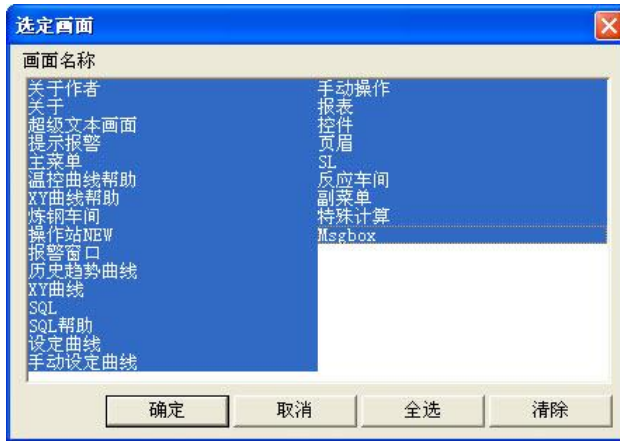 选定画面
画面名称
关于作者
关于
超级文本画面
提示报警
主菜单
温控曲线帮助
XY曲线帮助
炼钢车间
操作站NEW
报警窗口
历史趋势曲线
XY曲线
SQL
SQL帮助
设定曲线
手动设定曲线
手动操作
报表
控件
页眉
SL
反应车间
副菜单
特殊计算
Msgbox
确定 取消 全选 清除